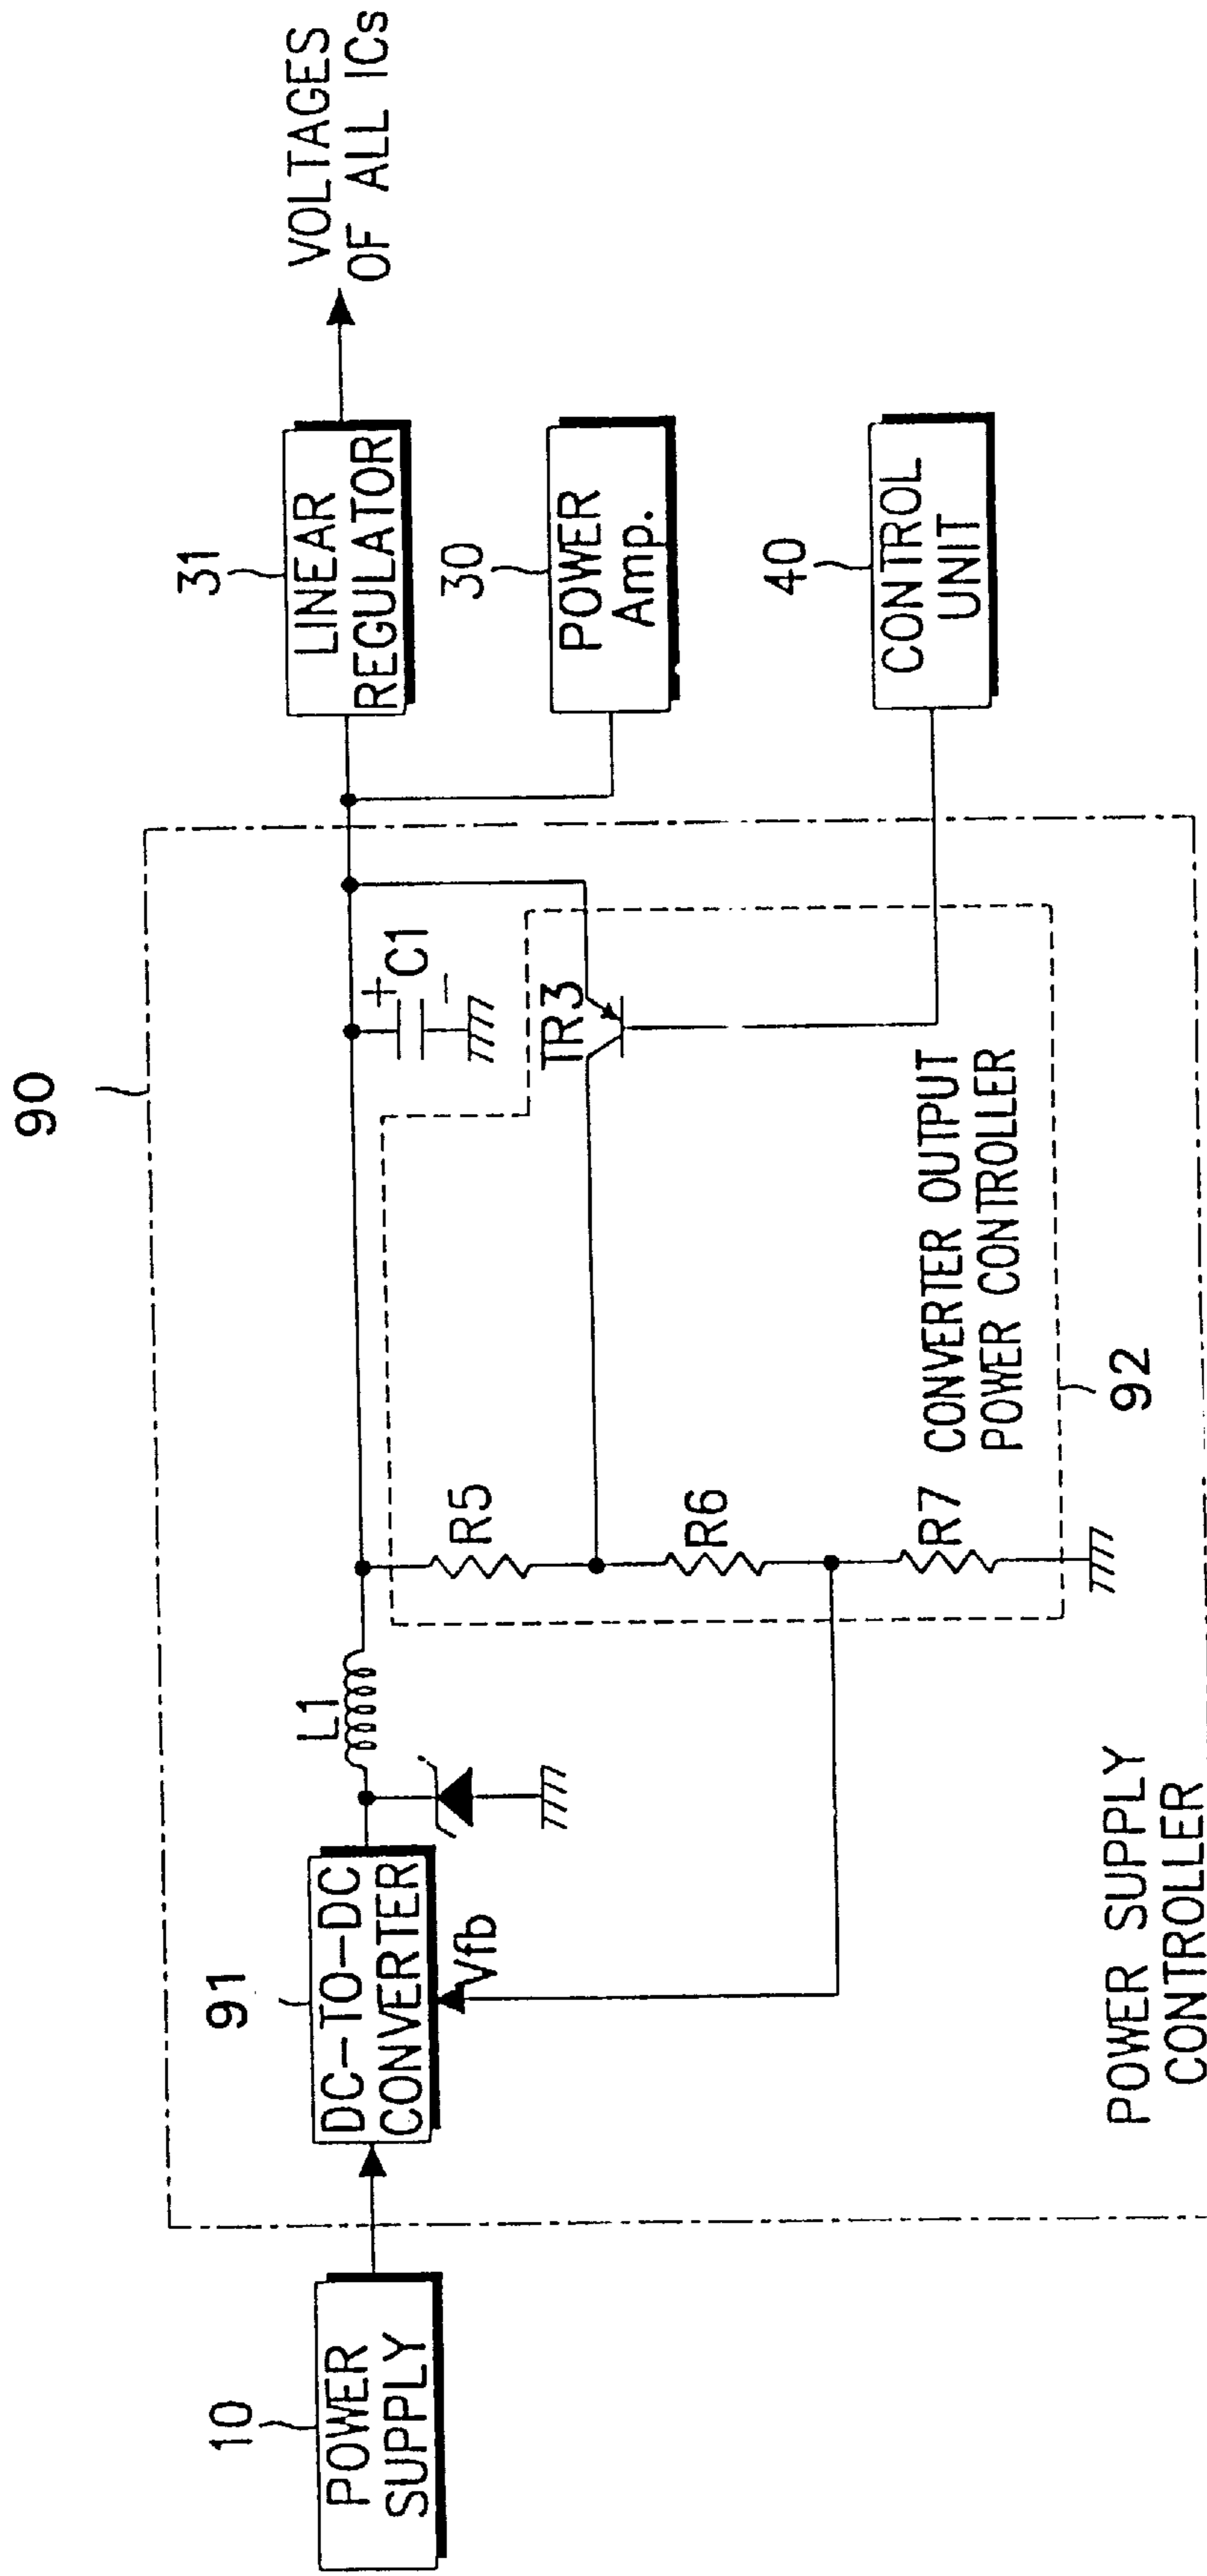 90
VOLTAGES
OF ALL ICs
10
POWER
SUPPLY
91
DC-TO-DC
CONVERTER
Vfb
L1
R5
R6
R7
C1
+
-
TR3
CONVERTER OUTPUT
POWER CONTROLLER
92
31
LINEAR
REGULATOR
30
POWER
Amp.
40
CONTROL
UNIT
POWER SUPPLY
CONTROLLER